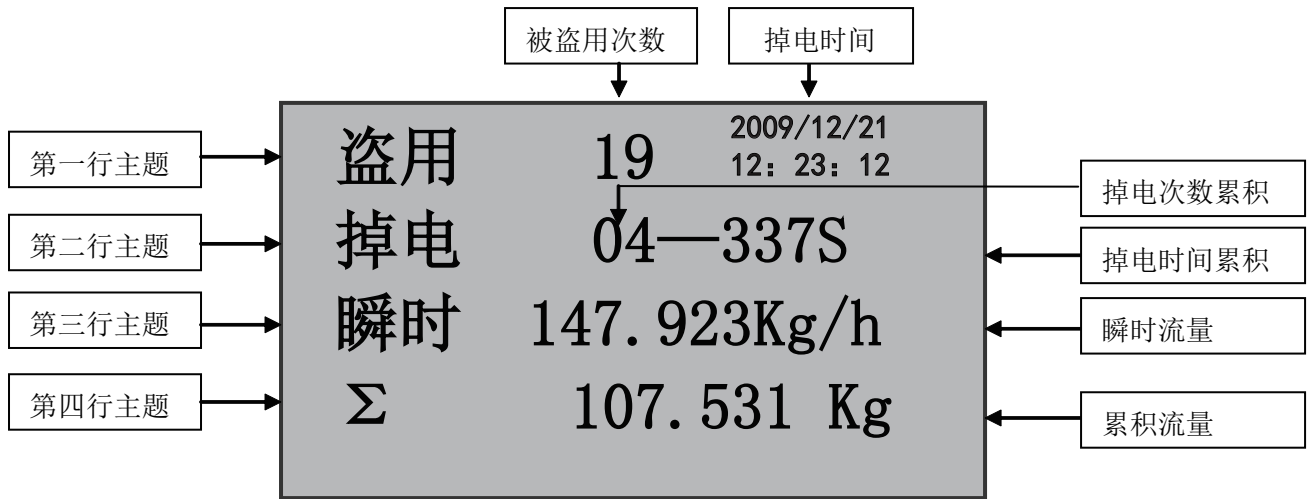 被盗用次数
掉电时间
第一行主题
盗用 19 2009/12/21
12：23：12
掉电次数累积
第二行主题
掉电 04—337S
掉电时间累积
第三行主题
瞬时 147.923Kg/h
瞬时流量
第四行主题
Σ 107.531 Kg
累积流量